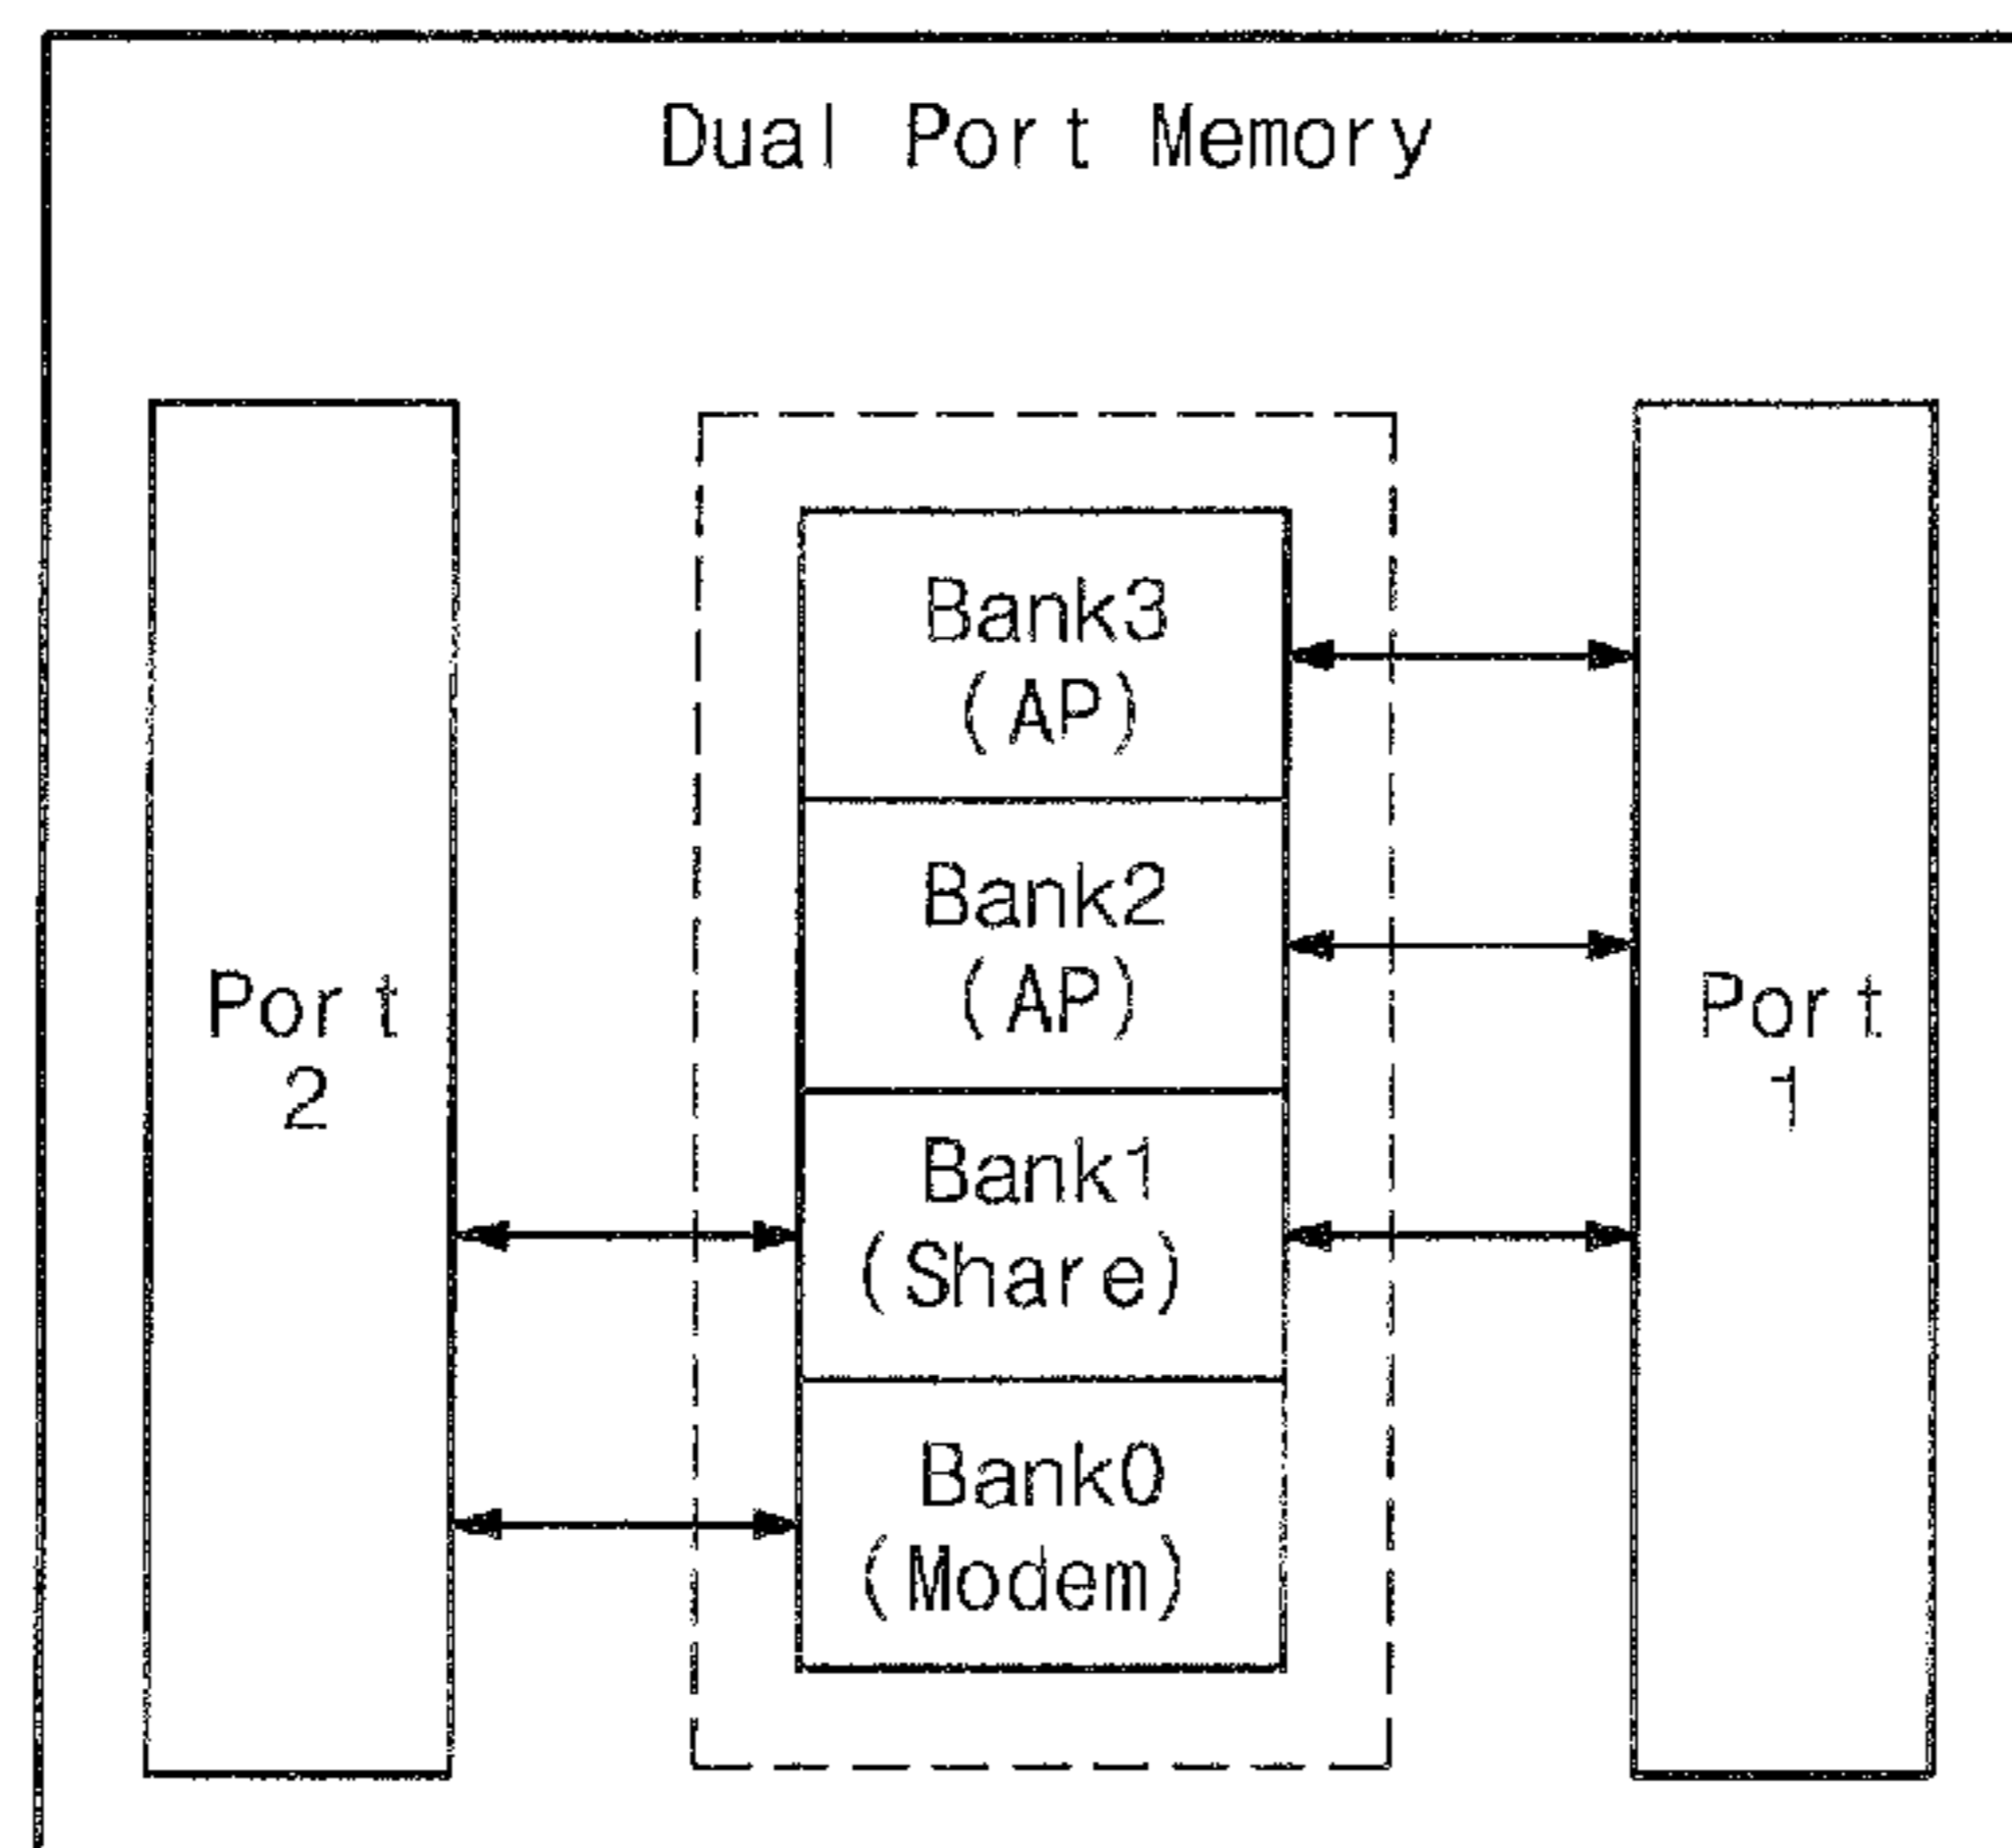 Dual Port Memory
Port
2
Bank3
(AP)
Bank2
(AP)
Bank1
(Share)
Bank0
(Modem)
Port
1